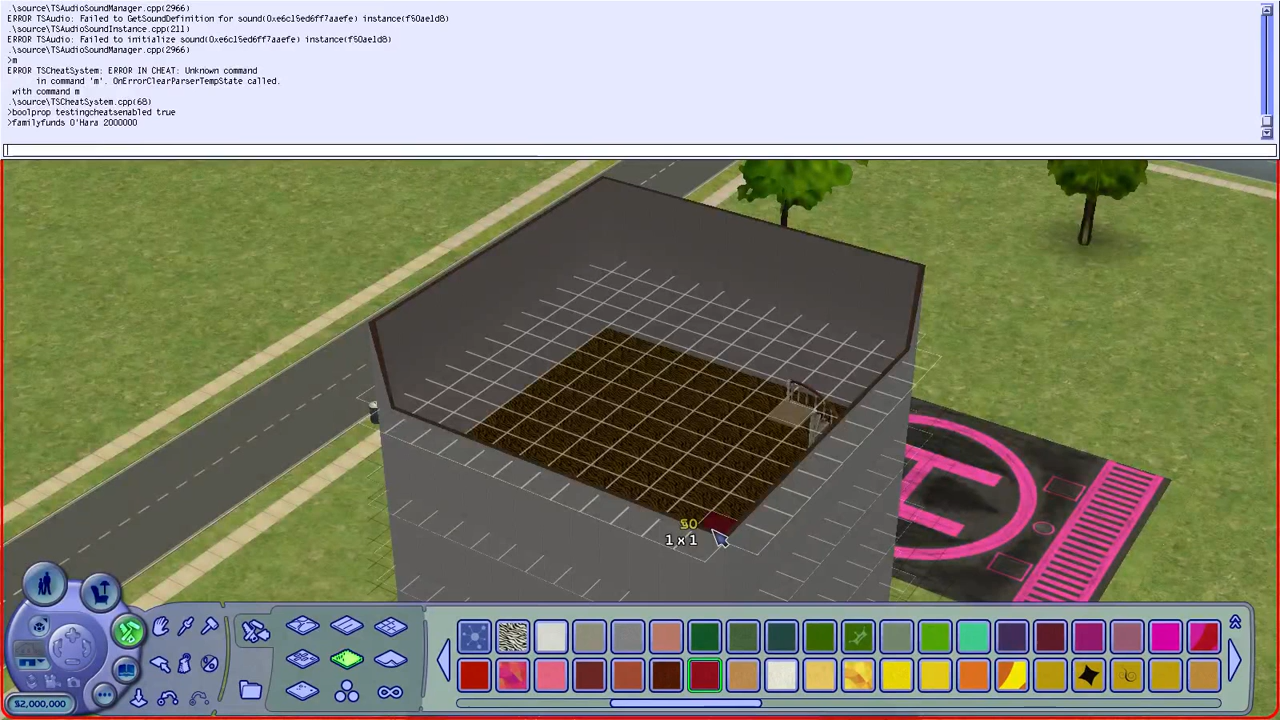 .\source\TSAudioSoundManager.cpp(2966)
ERROR TSAudio: Failed to GetSoundDefinition for sound(0xe6c15ed6ff7aaefe) instance(f50ae1d8)
.\source\TSAudioSoundInstance.cpp(211)
ERROR TSAudio: Failed to initialize sound(0xe6c15ed6ff7aaefe) instance(f50ae1d8)
.\source\TSAudioSoundManager.cpp(2966)
>m
ERROR TSCheatSystem: ERROR IN CHEAT: Unknown command
in command 'm'. OnErrorClearParserTempState called.
with command m
.\source\TSCheatSystem.cpp(68)
>boolprop testingcheatsenabled true
>familyfunds O'Hara 2000000
§0
1 x 1
H
§2,000,000